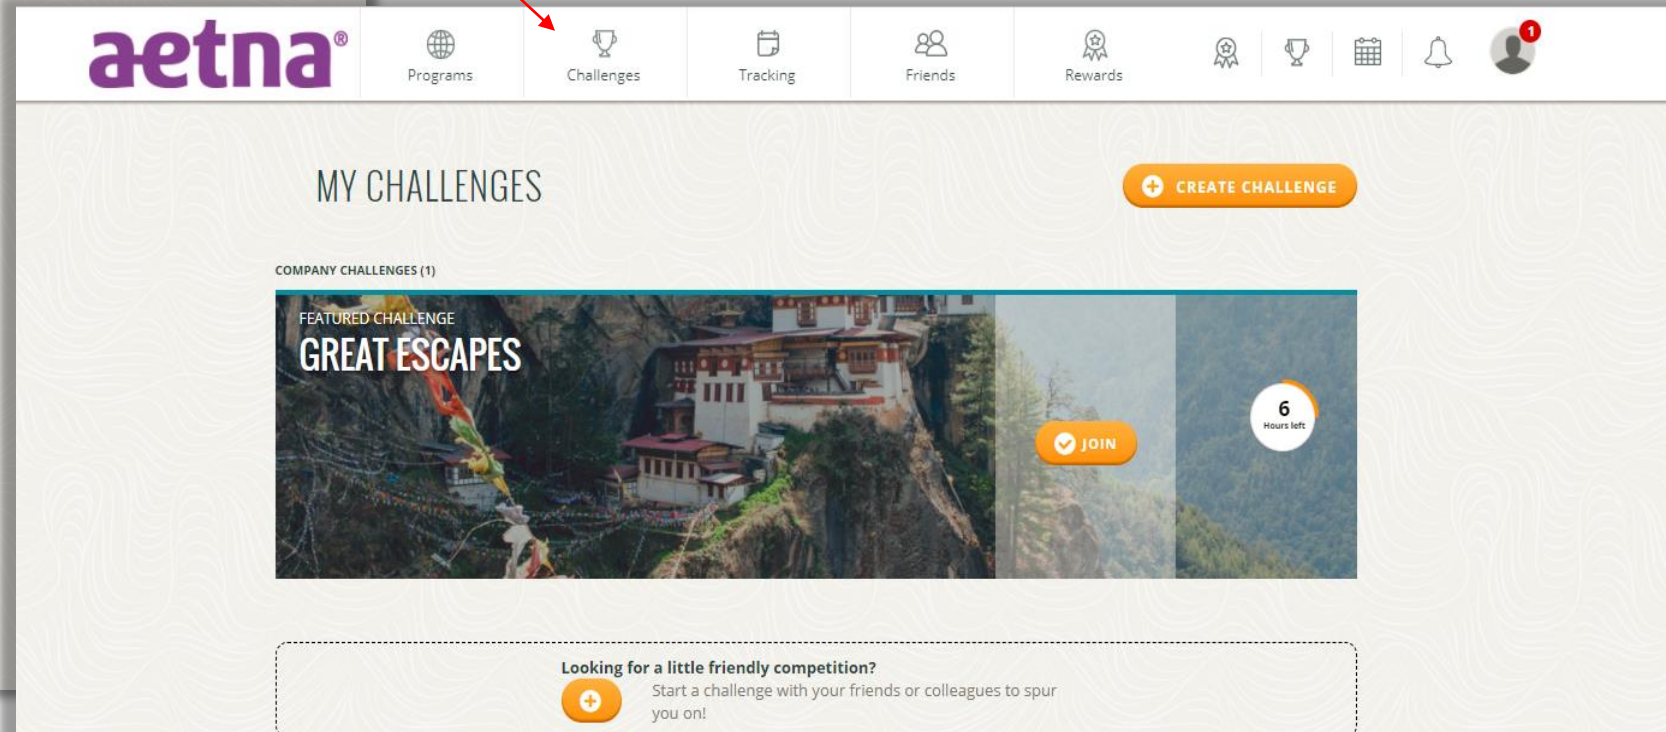 aetna®
Programs
Challenges
Tracking
Friends
Rewards
1
MY CHALLENGES
CREATE CHALLENGE
COMPANY CHALLENGES (1)
FEATURED CHALLENGE
GREAT ESCAPES
6
Hours left
JOIN
Looking for a little friendly competition?
Start a challenge with your friends or colleagues to spur
you on!